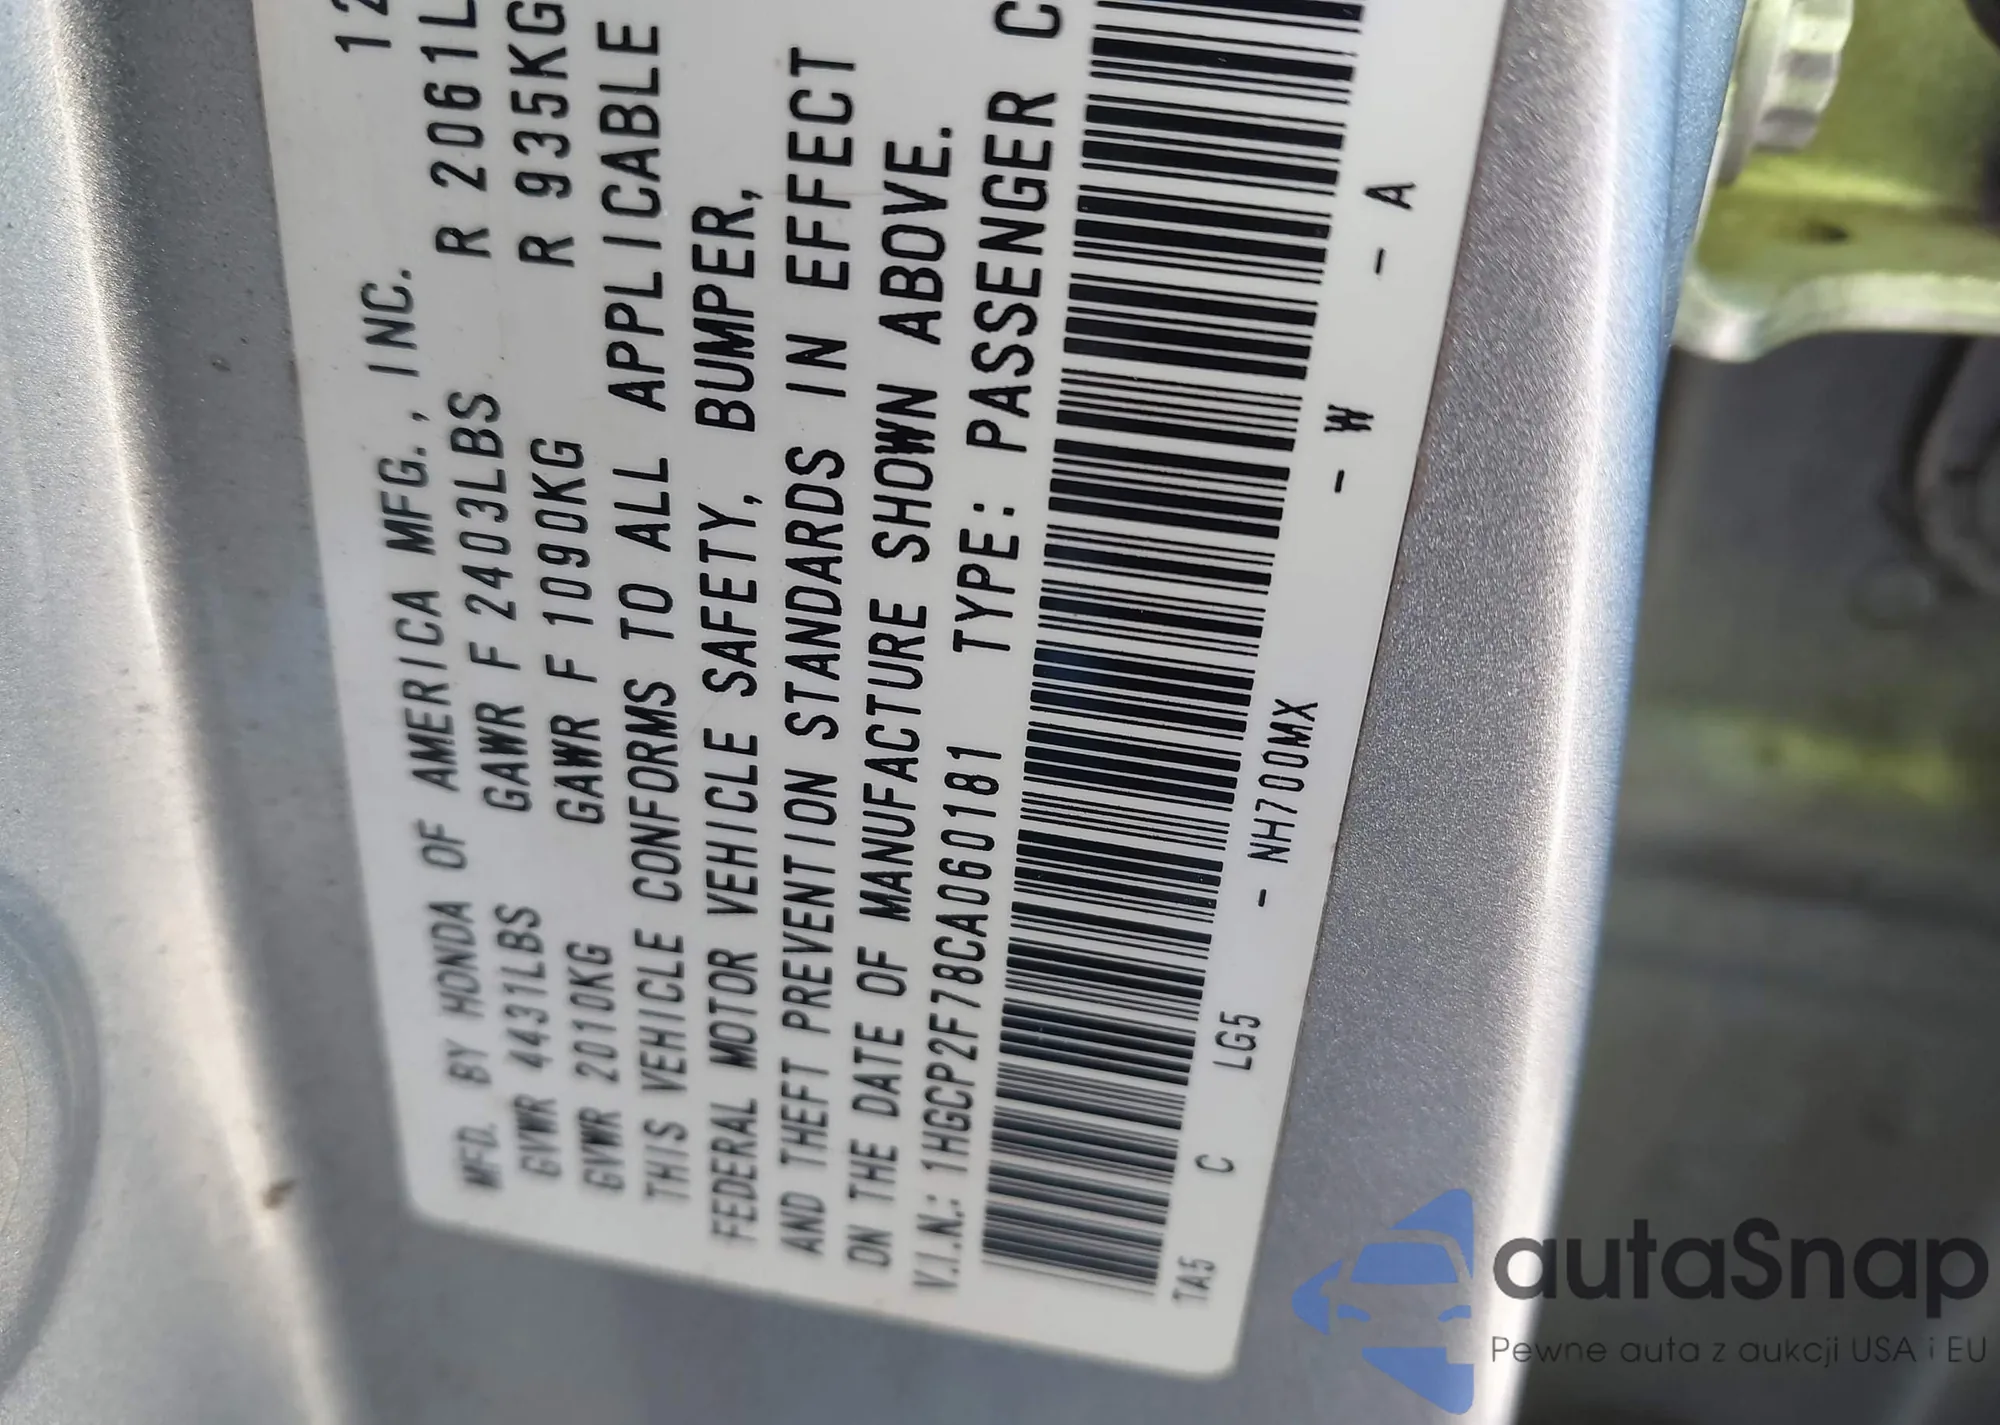 MFD. BY HONDA OF AMERICA MFG., INC. 12
GVWR 4431LBS GAWR F 2403LBS R 2061L
GVWR 2010KG GAWR F 1090KG R 935KG
THIS VEHICLE CONFORMS TO ALL APPLICABLE
FEDERAL MOTOR VEHICLE SAFETY, BUMPER,
AND THEFT PREVENTION STANDARDS IN EFFECT
ON THE DATE OF MANUFACTURE SHOWN ABOVE.
V.I.N.: 1HGCP2F78CA060181 TYPE: PASSENGER C
TA5 C LG5 - NH700MX - W - A
autaSnap
Pewne auta z aukcji USA i EU